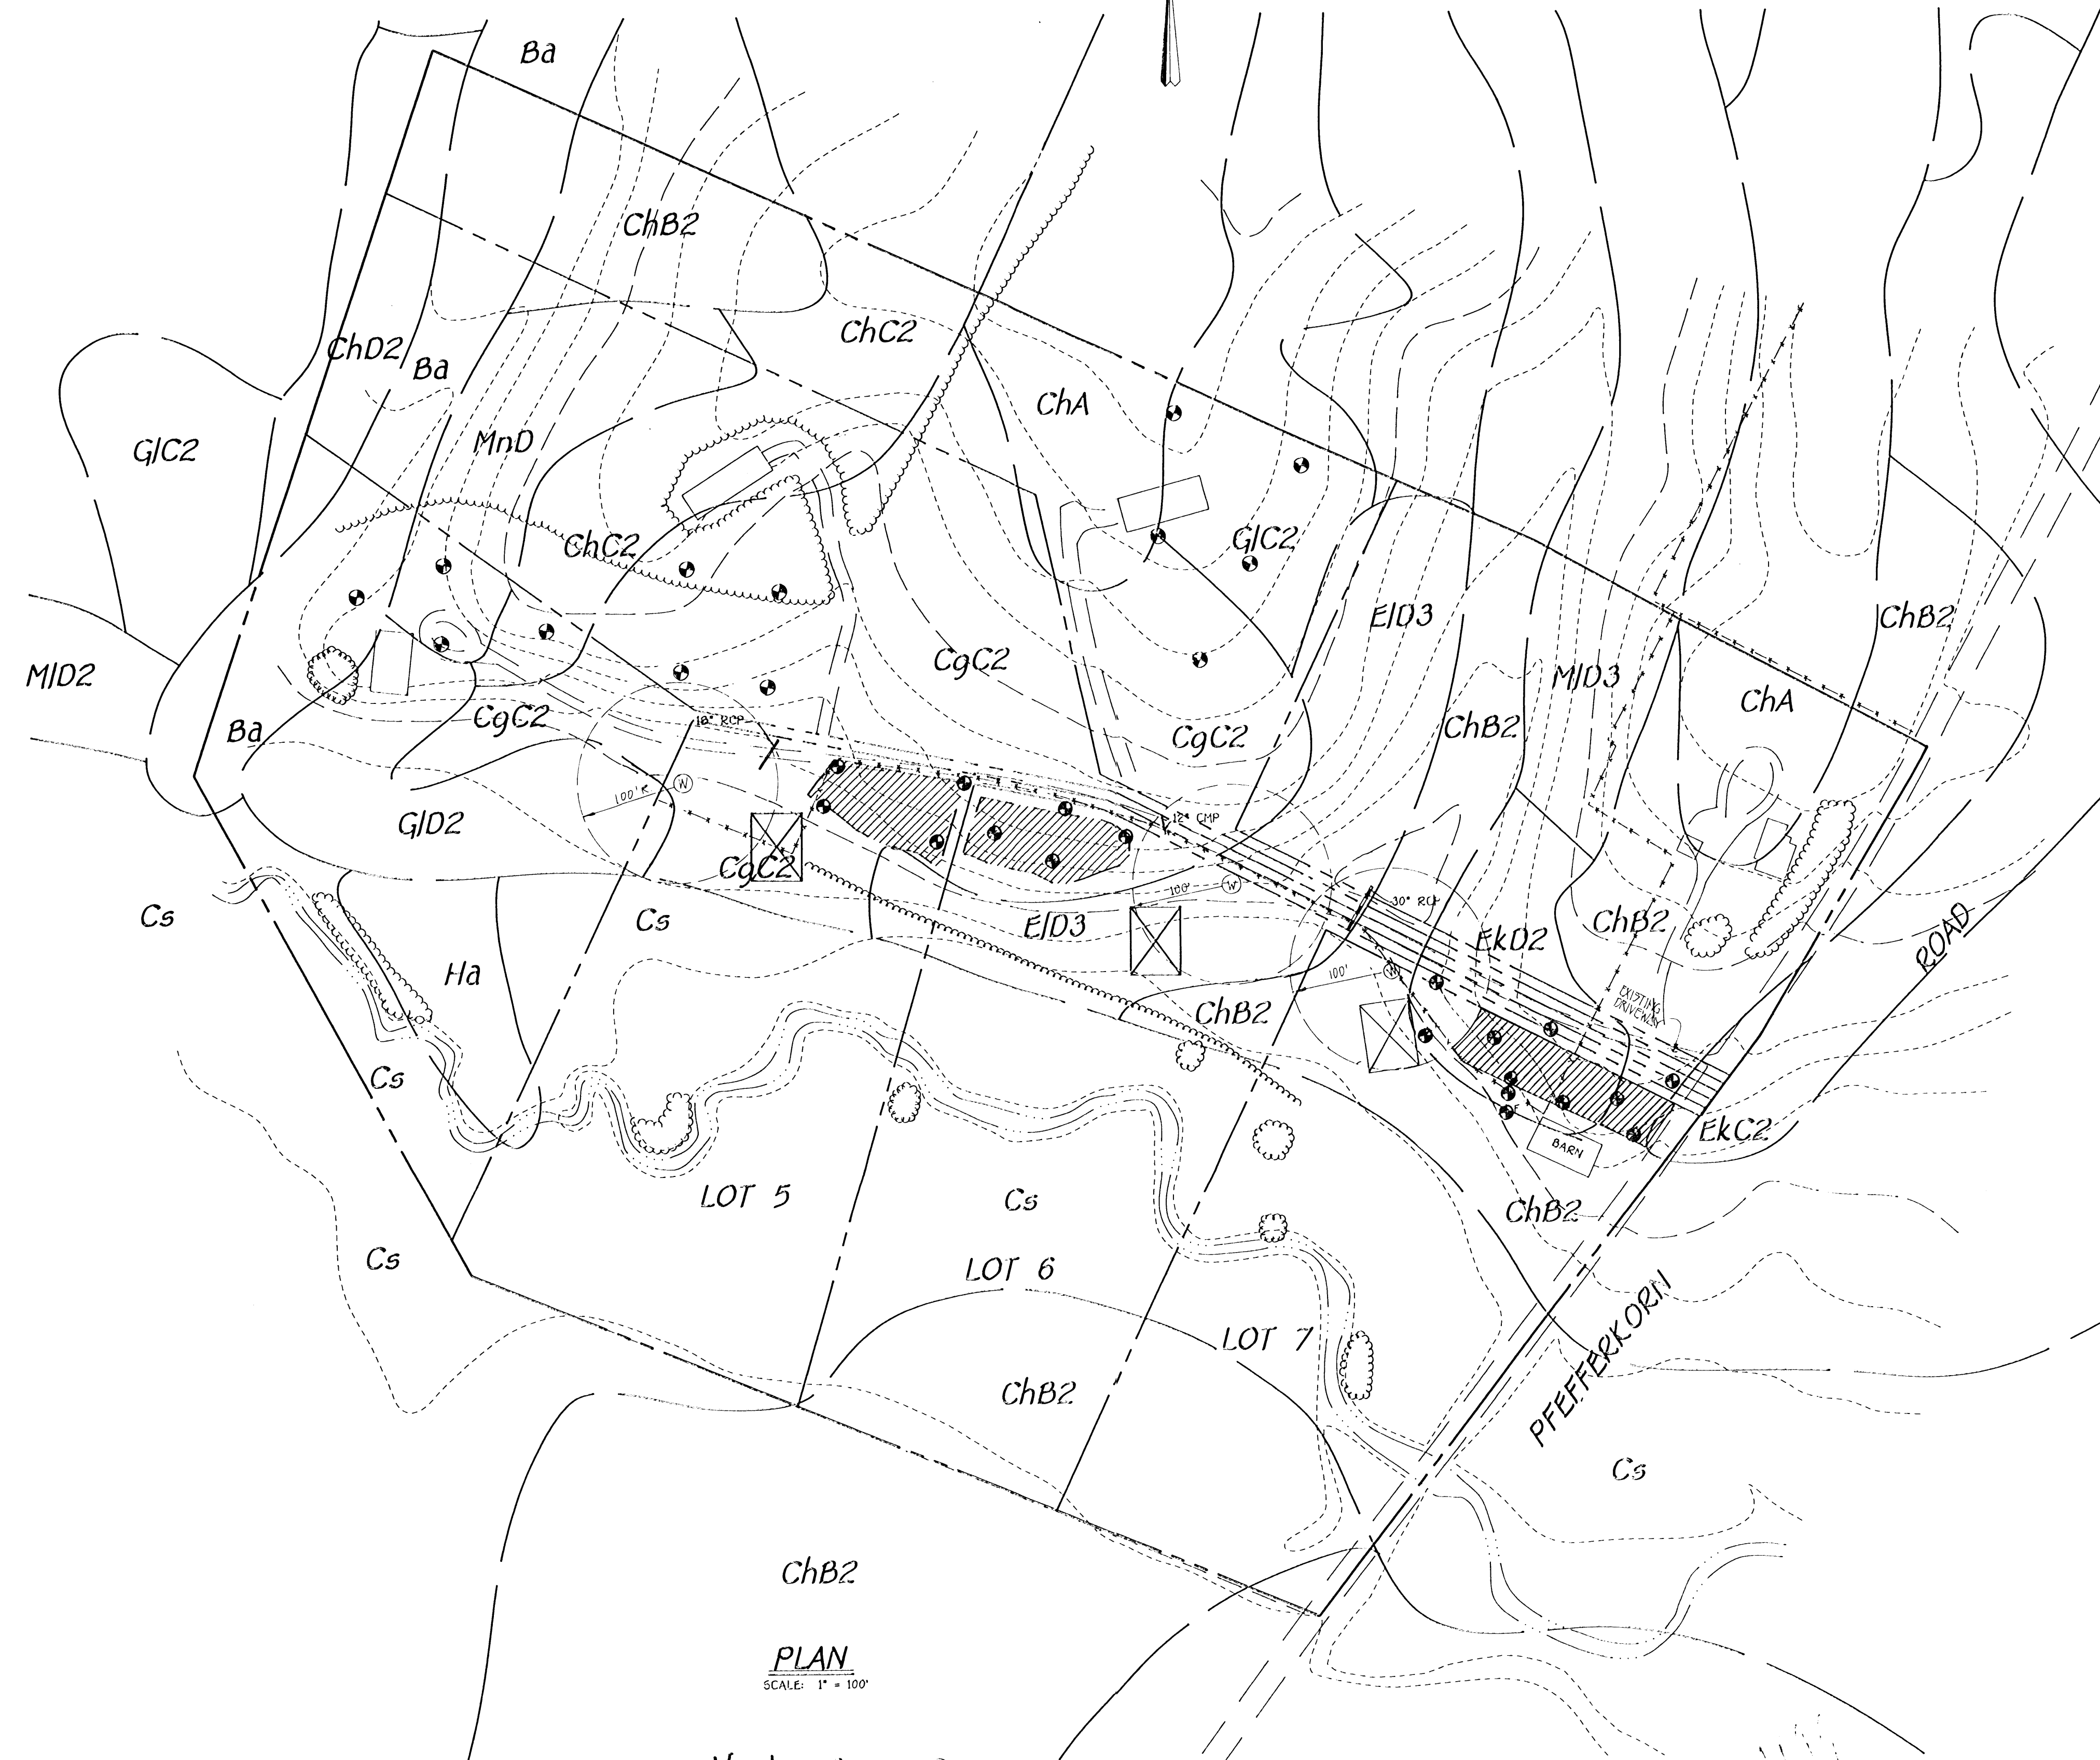 Ba
ChB2
ChC2
ChD2
Ba
ChA
GlC2
MnD
GlC2
ChC2
ElD3
ChB2
CgC2
MlD2
MlD3
ChA
CgC2
18" RCP
Ba
CgC2
ChB2
100' R
W
GlD2
12" CMP
CgC2
100'
W
30" RCP
Cs
Cs
ElD3
ChB2
EkD2
ROAD
Ha
100'
W
ChB2
EXISTING
DRIVEWAY
Cs
EkC2
BARN
LOT 5
Cs
ChB2
Cs
LOT 6
LOT 7
PFEFFERKORN
ChB2
Cs
ChB2
PLAN
SCALE: 1" = 100'